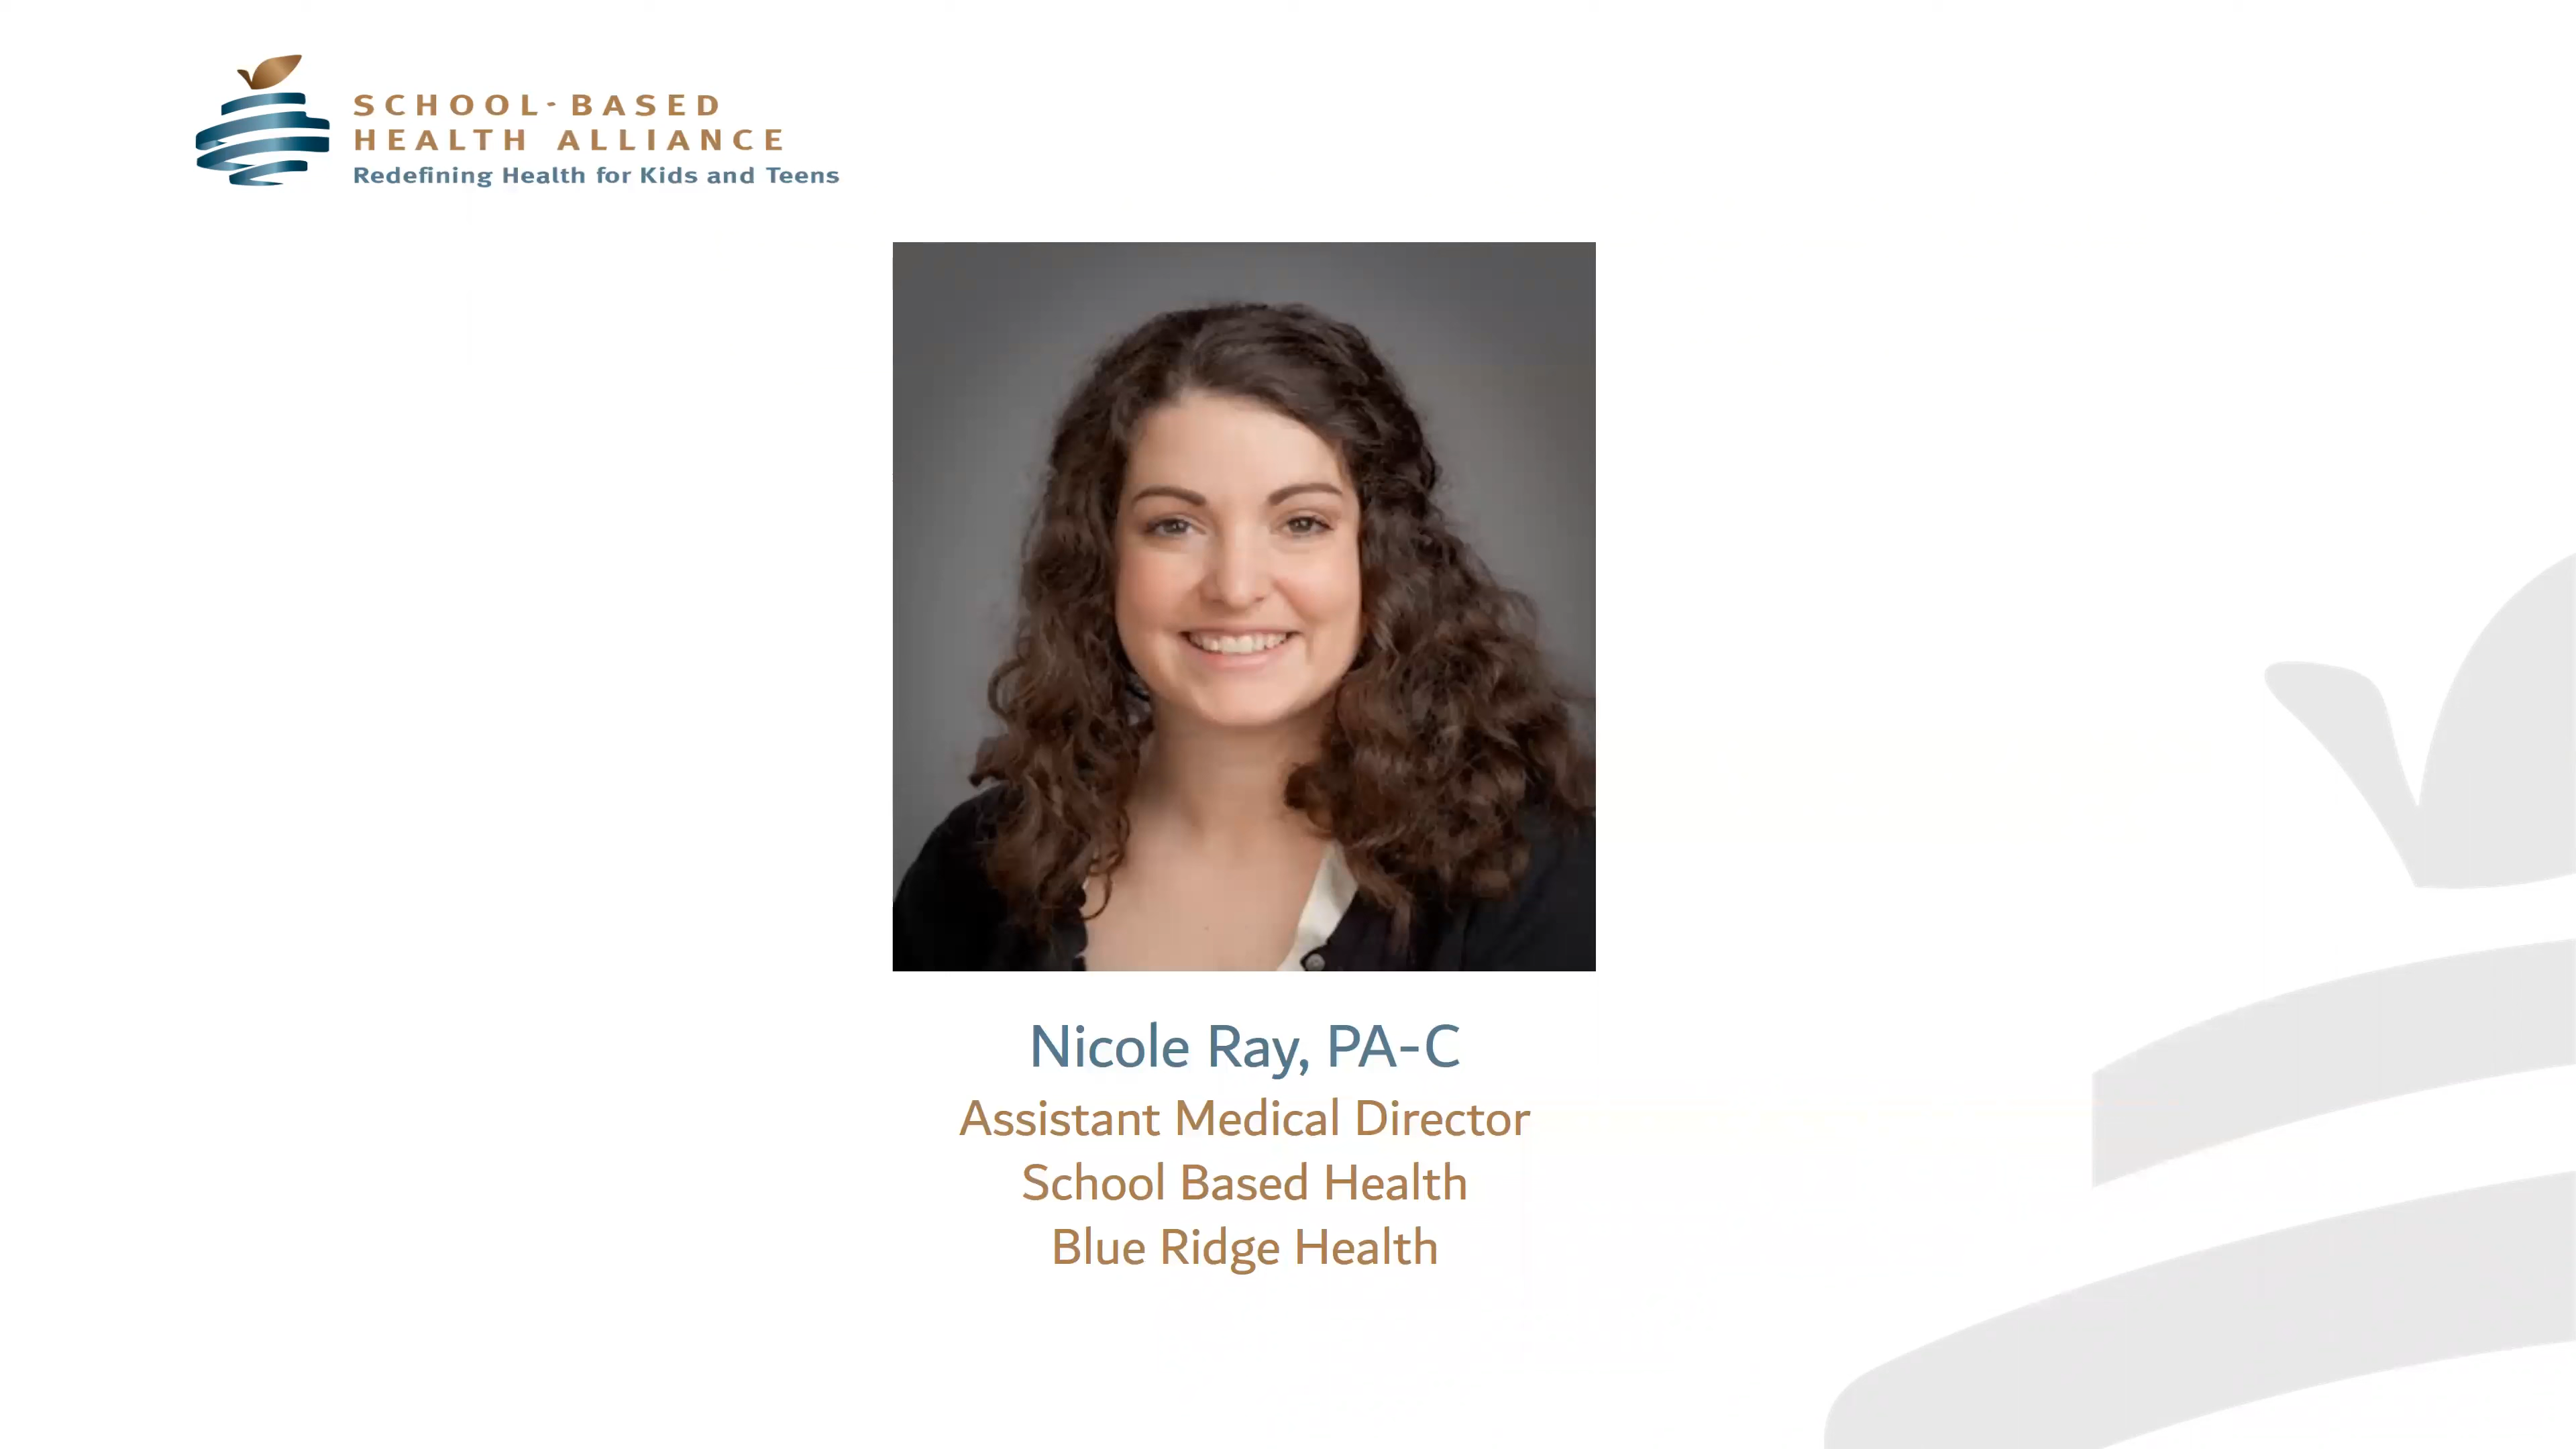 SCHOOL-BASED
HEALTH ALLIANCE
Redefining Health for Kids and Teens
Nicole Ray, PA-C
Assistant Medical Director
School Based Health
Blue Ridge Health